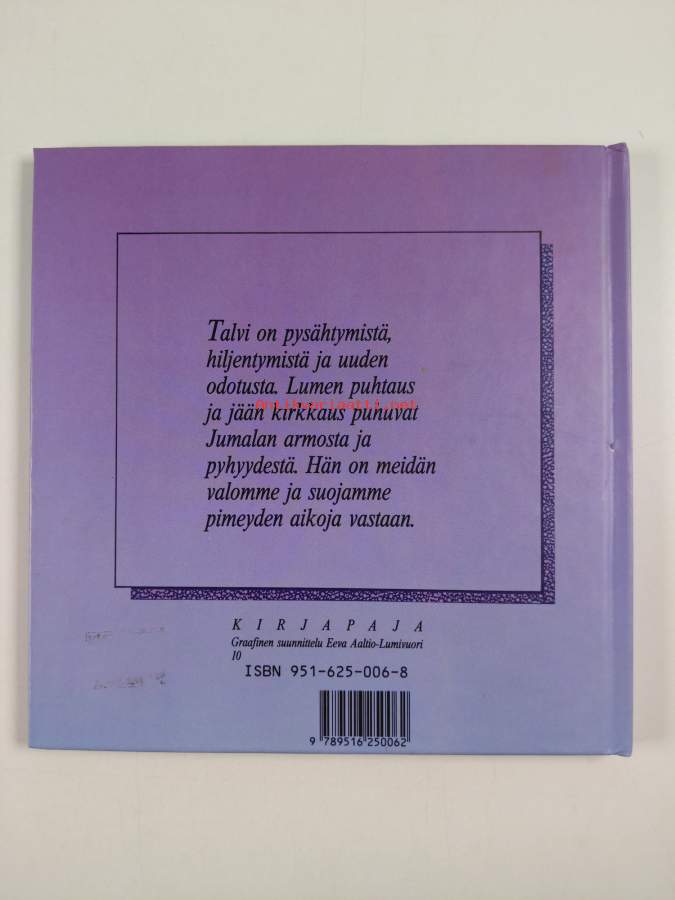 Talvi on pysähtymistä,
hiljentymistä ja uuden
odotusta. Lumen puhtaus
Antikvariaatti.net
ja jään kirkkaus puhuvat
Jumalan armosta ja
pyhyydestä. Hän on meidän
valomme ja suojamme
pimeyden aikoja vastaan.
KIRJAPAJA
Graafinen suunnittelu Eeva Aaltio-Lumivuori
10
ISBN 951-625-006-8
9 789516 250062